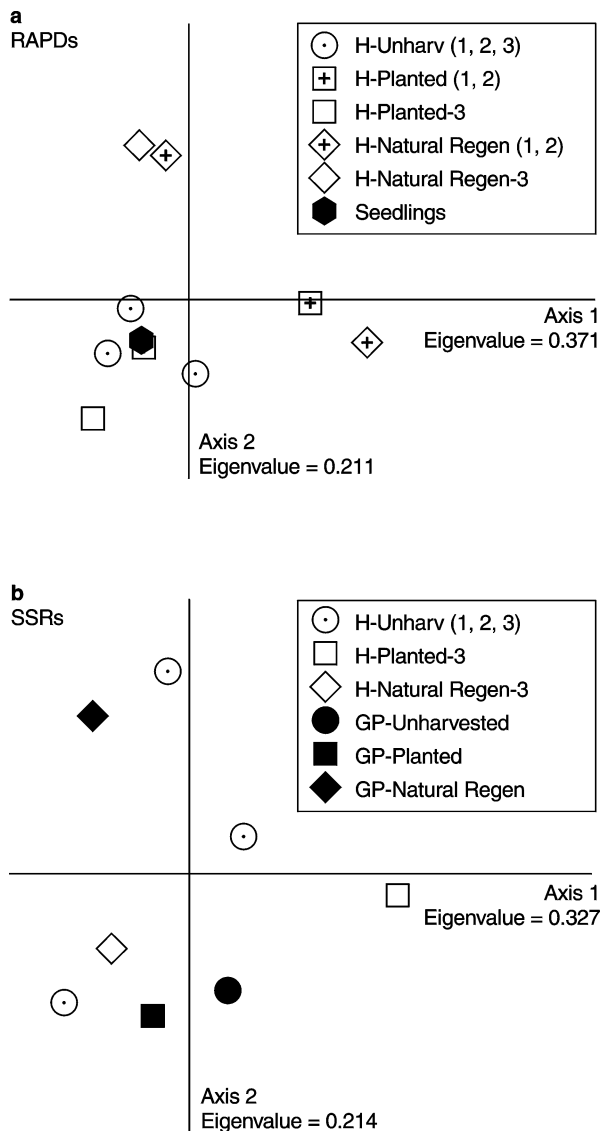 a
RAPDs
H-Unharv (1, 2, 3)
H-Planted (1, 2)
H-Planted-3
H-Natural Regen (1, 2)
H-Natural Regen-3
Seedlings
Axis 1
Eigenvalue = 0.371
Axis 2
Eigenvalue = 0.211
b
SSRs
H-Unharv (1, 2, 3)
H-Planted-3
H-Natural Regen-3
GP-Unharvested
GP-Planted
GP-Natural Regen
Axis 1
Eigenvalue = 0.327
Axis 2
Eigenvalue = 0.214